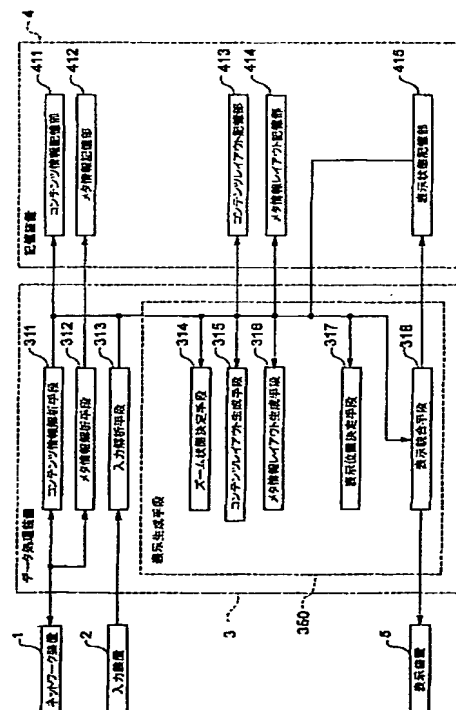 4
記憶装置
411
コンテンツ情報記憶部
412
メタ情報記憶部
413
コンテンツレイアウト記憶部
414
メタ情報レイアウト記憶部
415
表示状態記憶部
データ処理装置
311
コンテンツ情報解析手段
312
メタ情報解析手段
313
入力解析手段
表示生成手段
314
ズーム状態決定手段
315
コンテンツレイアウト生成手段
316
メタ情報レイアウト生成手段
317
表示位置決定手段
318
表示統合手段
360
3
1
ネットワーク装置
2
入力装置
5
表示装置